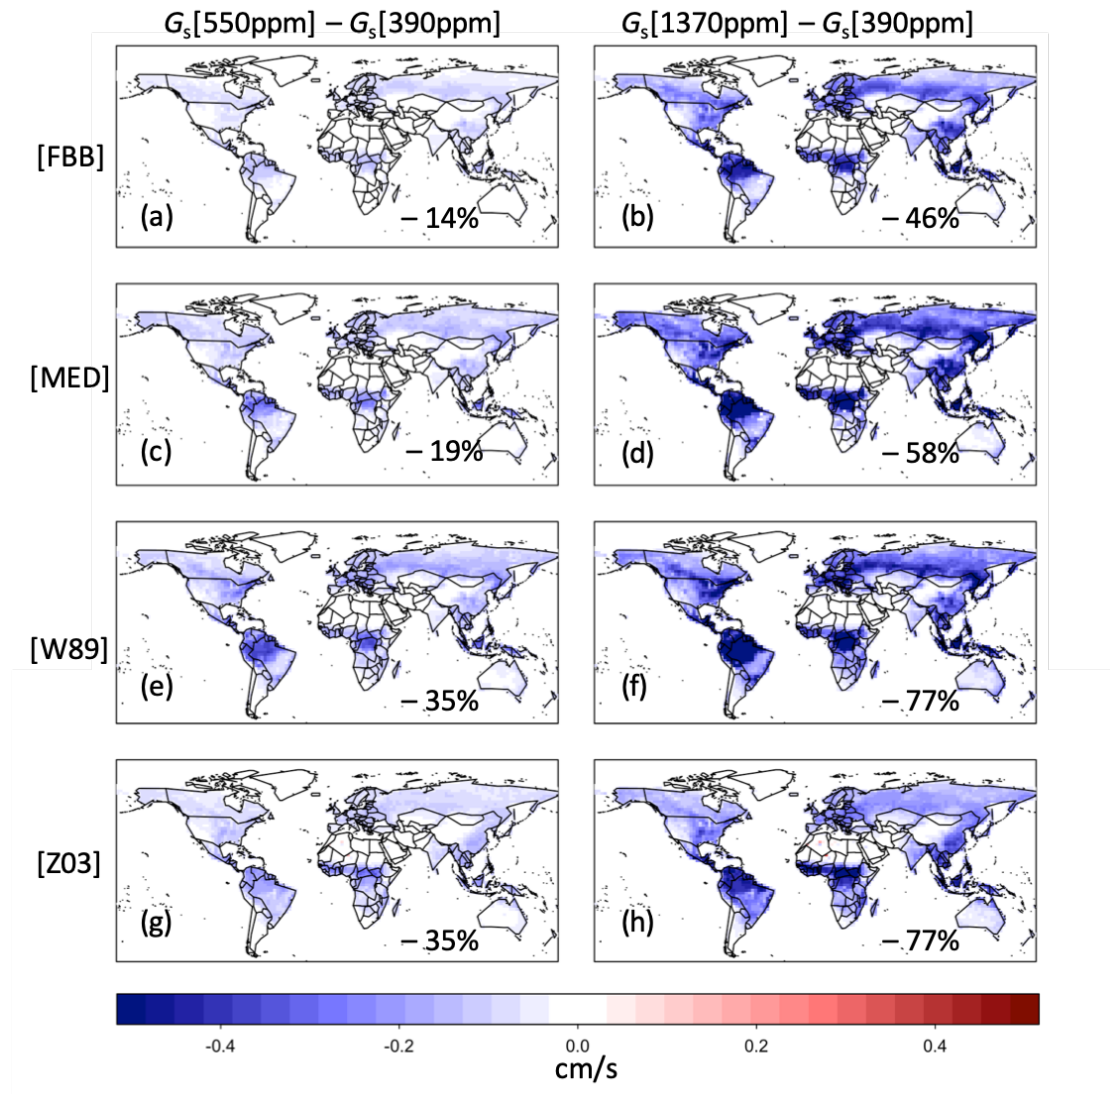 Gs[550ppm] – Gs[390ppm] Gs[1370ppm] – Gs[390ppm]
[FBB]
(a) – 14% (b) – 46%
[MED]
(c) – 19% (d) – 58%
[W89]
(e) – 35% (f) – 77%
[Z03]
(g) – 35% (h) – 77%
-0.4 -0.2 0.0 0.2 0.4
cm/s